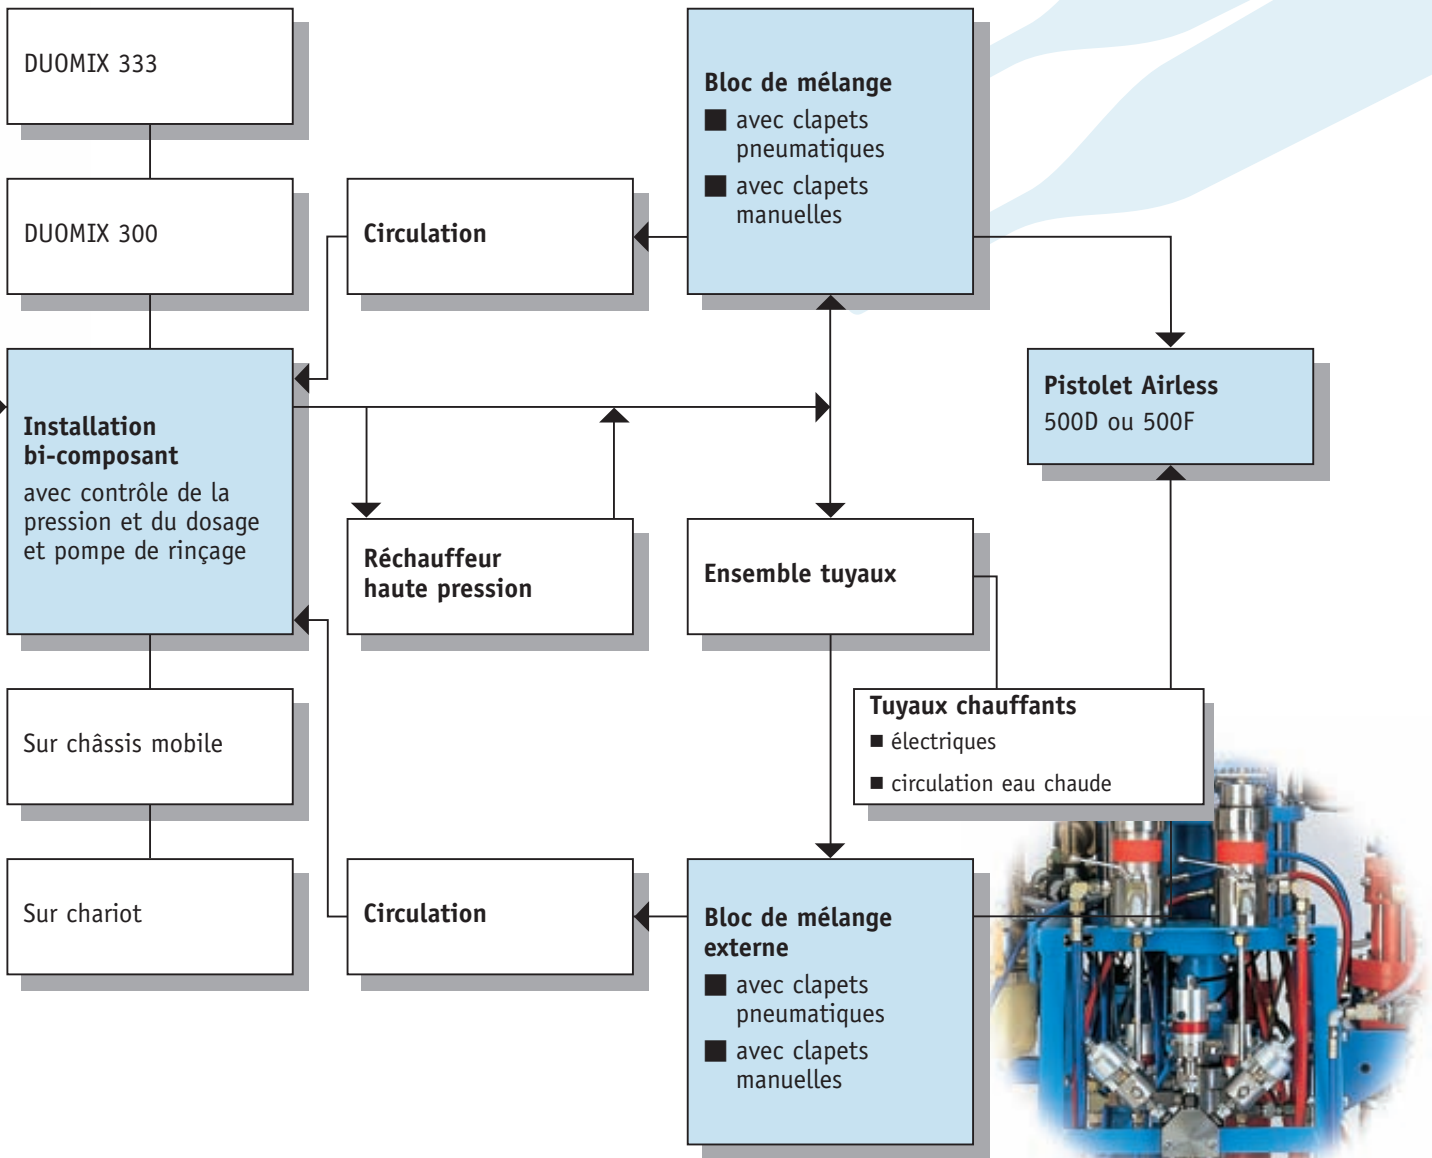 DUOMIX 333
DUOMIX 300
Installation
bi-composant
avec contrôle de la
pression et du dosage
et pompe de rinçage
Sur châssis mobile
Sur chariot
Circulation
Réchauffeur
haute pression
Circulation
Bloc de mélange
■ avec clapets
pneumatiques
■ avec clapets
manuelles
Ensemble tuyaux
Tuyaux chauffants
■ électriques
■ circulation eau chaude
Bloc de mélange
externe
■ avec clapets
pneumatiques
■ avec clapets
manuelles
Pistolet Airless
500D ou 500F